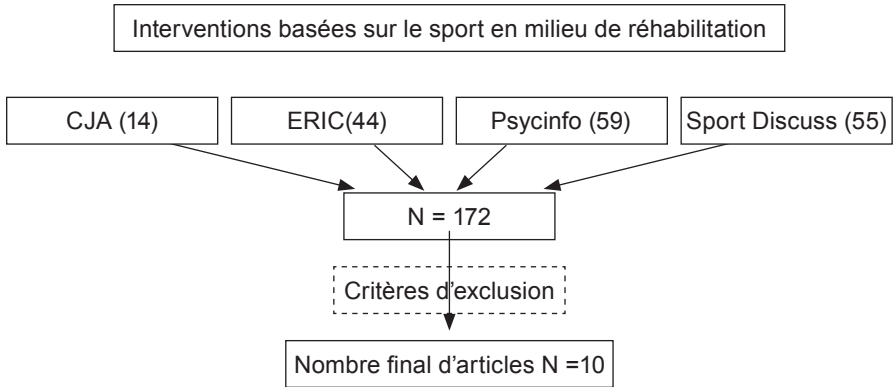 Interventions basées sur le sport en milieu de réhabilitation
CJA (14)
ERIC(44)
Psycinfo (59)
Sport Discuss (55)
N = 172
Critères d'exclusion
Nombre final d'articles N =10